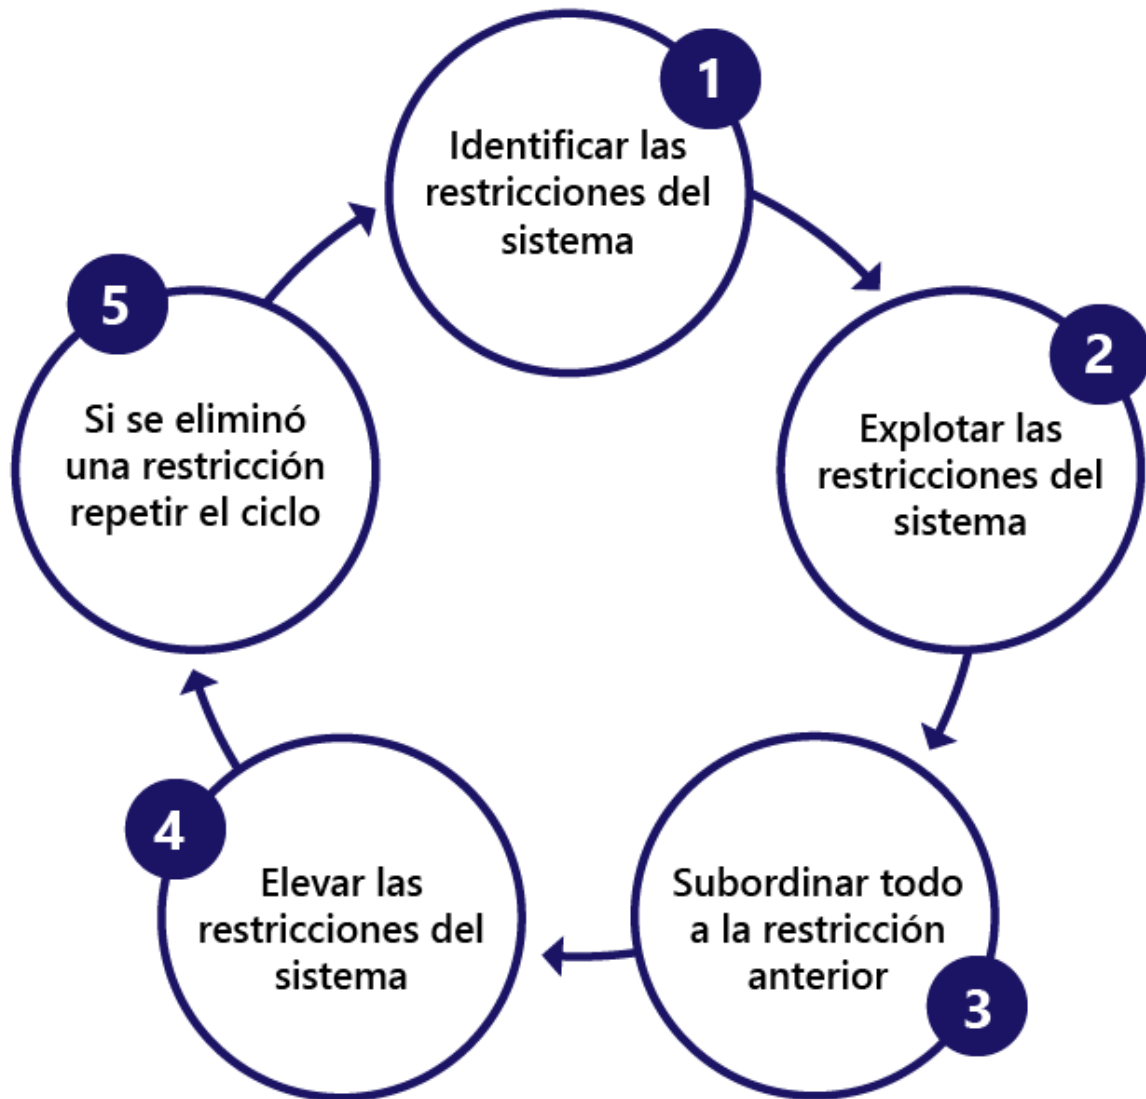 1
Identificar las
restricciones del
sistema
2
Explotar las
restricciones del
sistema
3
Subordinar todo
a la restricción
anterior
4
Elevar las
restricciones del
sistema
5
Si se eliminó
una restricción
repetir el ciclo